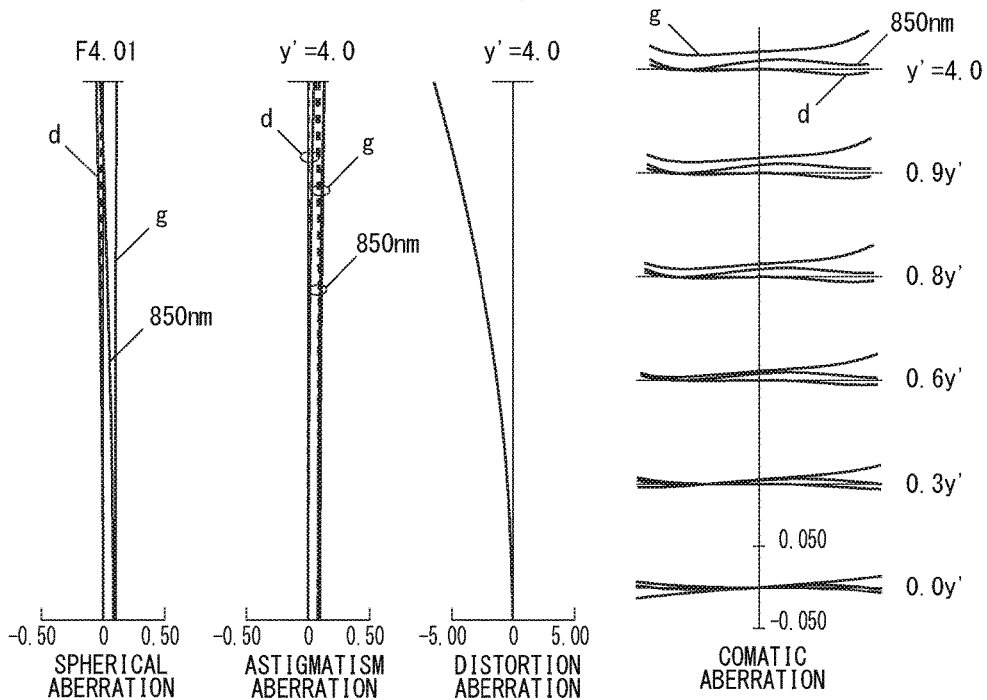 F4.01
d
g
850nm
-0.50 0 0.50
SPHERICAL
ABERRATION
y'=4.0
d
g
850nm
-0.50 0 0.50
ASTIGMATISM
ABERRATION
y'=4.0
-5.00 0 5.00
DISTORTION
ABERRATION
g
850nm
y'=4.0
d
0.9y'
0.8y'
0.6y'
0.3y'
0.050
0.0y'
-0.050
COMATIC
ABERRATION